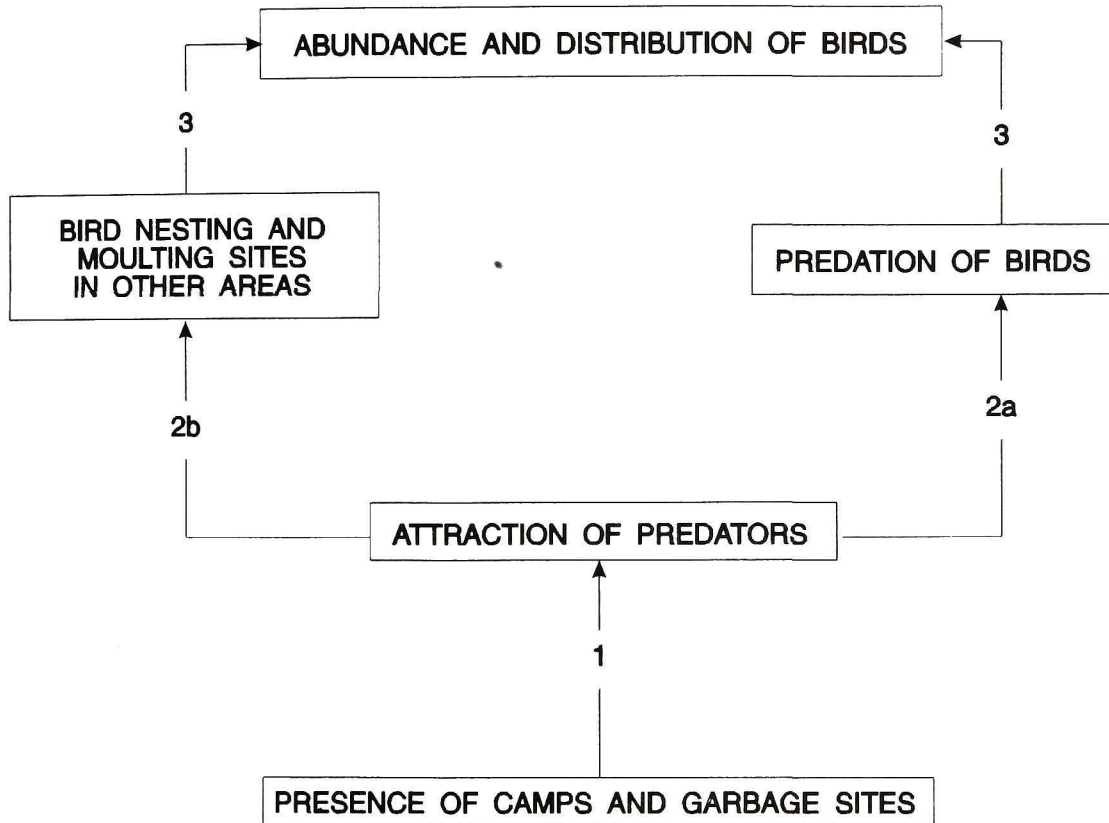 ABUNDANCE AND DISTRIBUTION OF BIRDS
3
3
BIRD NESTING AND
MOULTING SITES
IN OTHER AREAS
PREDATION OF BIRDS
2b
2a
ATTRACTION OF PREDATORS
1
PRESENCE OF CAMPS AND GARBAGE SITES